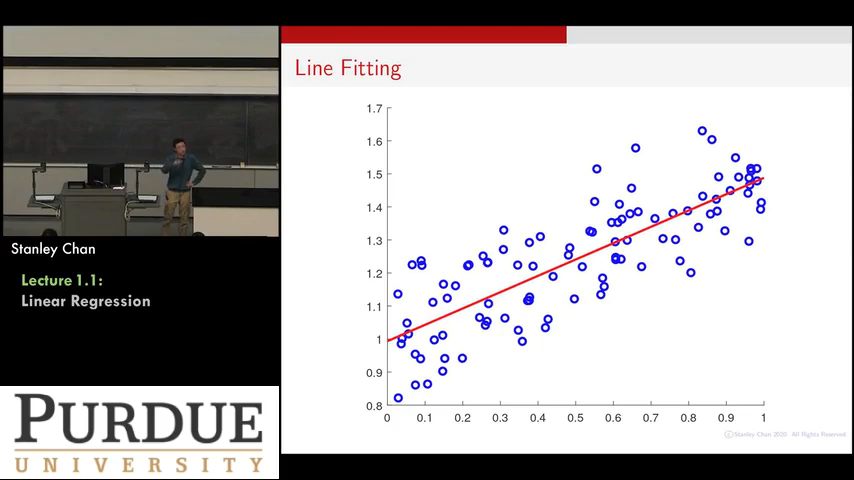 Line Fitting
1.7
1.6
1.5
1.4
1.3
1.2
1.1
1
0.9
0.8
0 0.1 0.2 0.3 0.4 0.5 0.6 0.7 0.8 0.9 1
©Stanley Chan 2020. All Rights Reserved
Stanley Chan
Lecture 1.1:
Linear Regression
PURDUE
UNIVERSITY